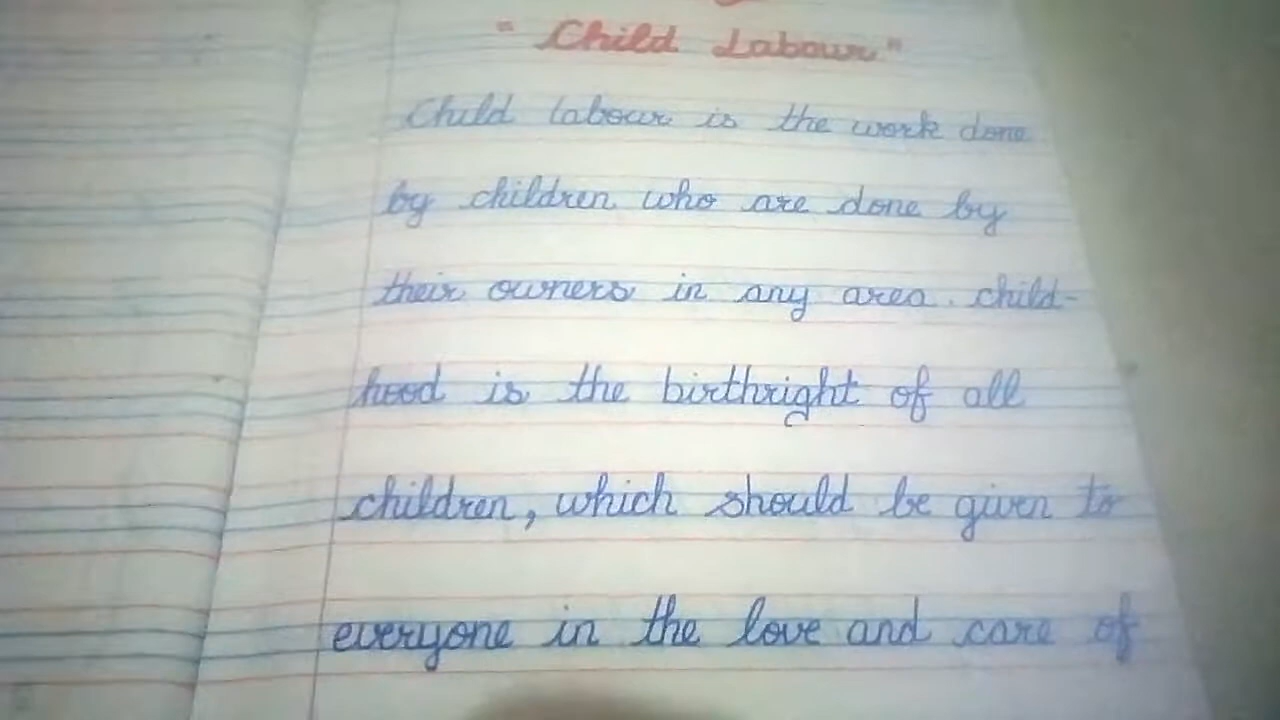 "Child Labour"
Child labour is the work done
by children who are done by
their owners in any area. child-
hood is the birthright of all
children, which should be given to
everyone in the love and care of